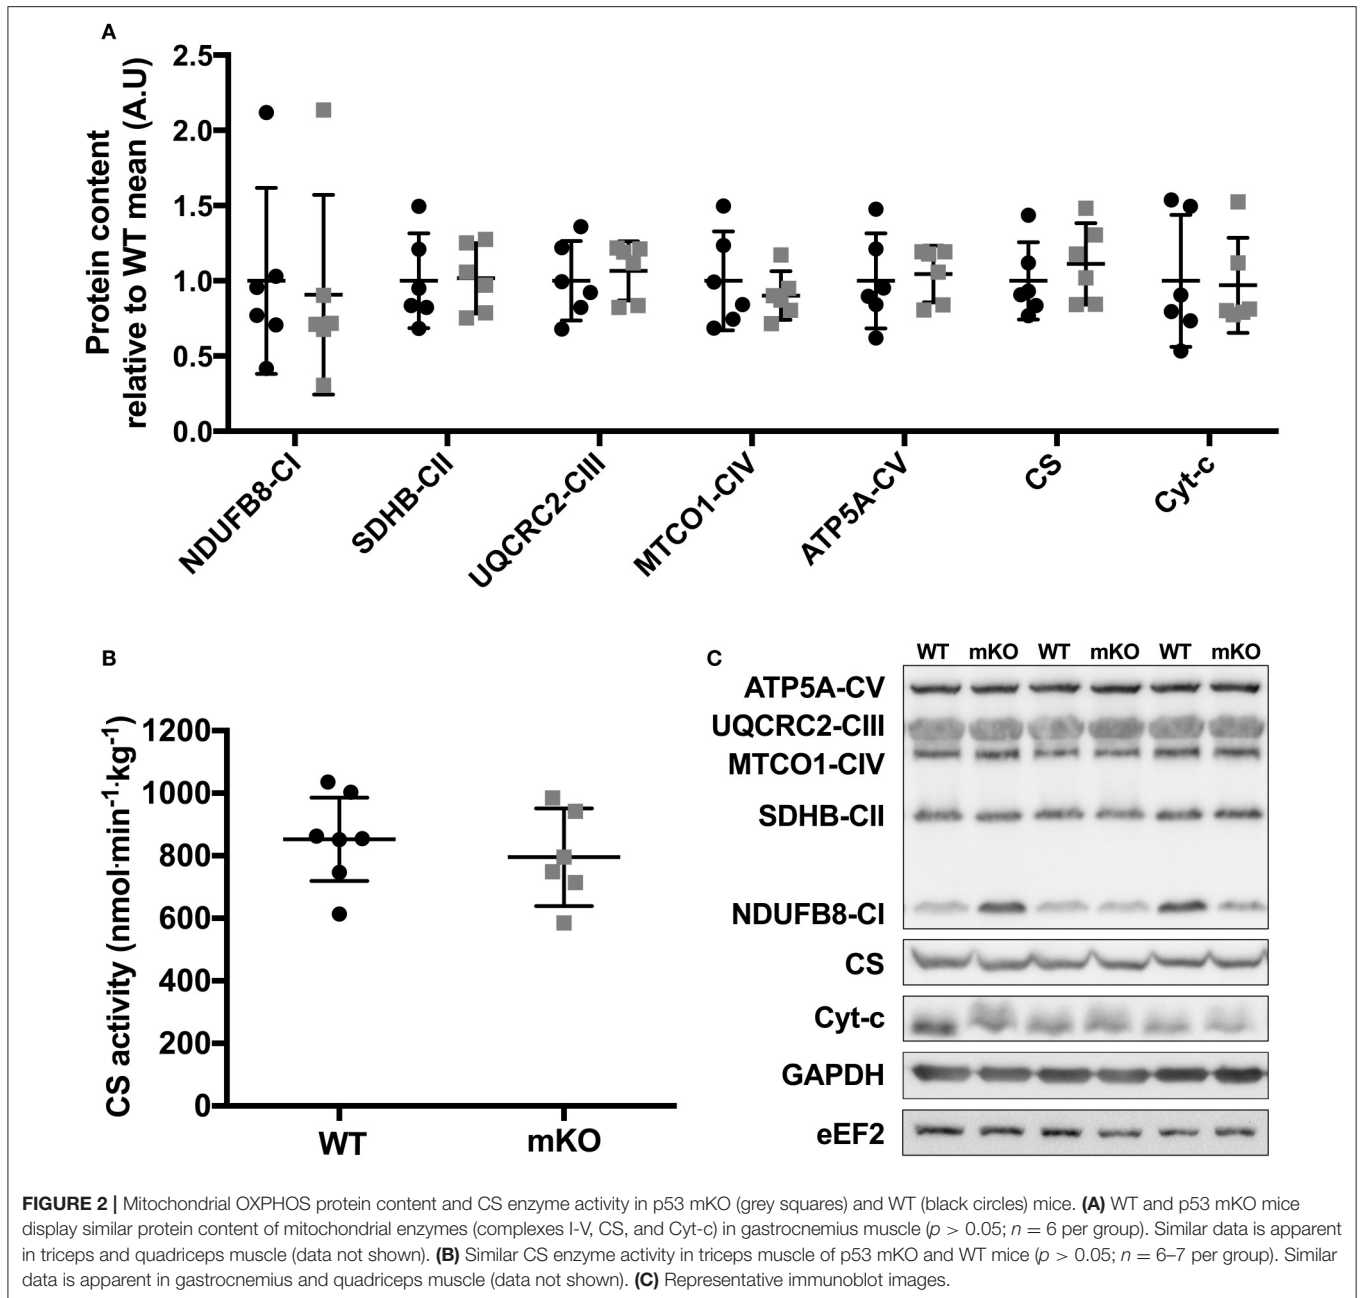 A
Protein content
relative to WT mean (A.U)
2.5
2.0
1.5
1.0
0.5
0.0
NDUFB8-CI
SDHB-CII
UQCRC2-CIII
MTCO1-CIV
ATP5A-CV
CS
Cyt-c
B
CS activity (nmol·min-1·kg-1)
1200
1000
800
600
400
200
0
WT
mKO
C
WT mKO WT mKO WT mKO
ATP5A-CV
UQCRC2-CIII
MTCO1-CIV
SDHB-CII
NDUFB8-CI
CS
Cyt-c
GAPDH
eEF2
FIGURE 2 | Mitochondrial OXPHOS protein content and CS enzyme activity in p53 mKO (grey squares) and WT (black circles) mice. (A) WT and p53 mKO mice
display similar protein content of mitochondrial enzymes (complexes I-V, CS, and Cyt-c) in gastrocnemius muscle (p > 0.05; n = 6 per group). Similar data is apparent
in triceps and quadriceps muscle (data not shown). (B) Similar CS enzyme activity in triceps muscle of p53 mKO and WT mice (p > 0.05; n = 6–7 per group). Similar
data is apparent in gastrocnemius and quadriceps muscle (data not shown). (C) Representative immunoblot images.